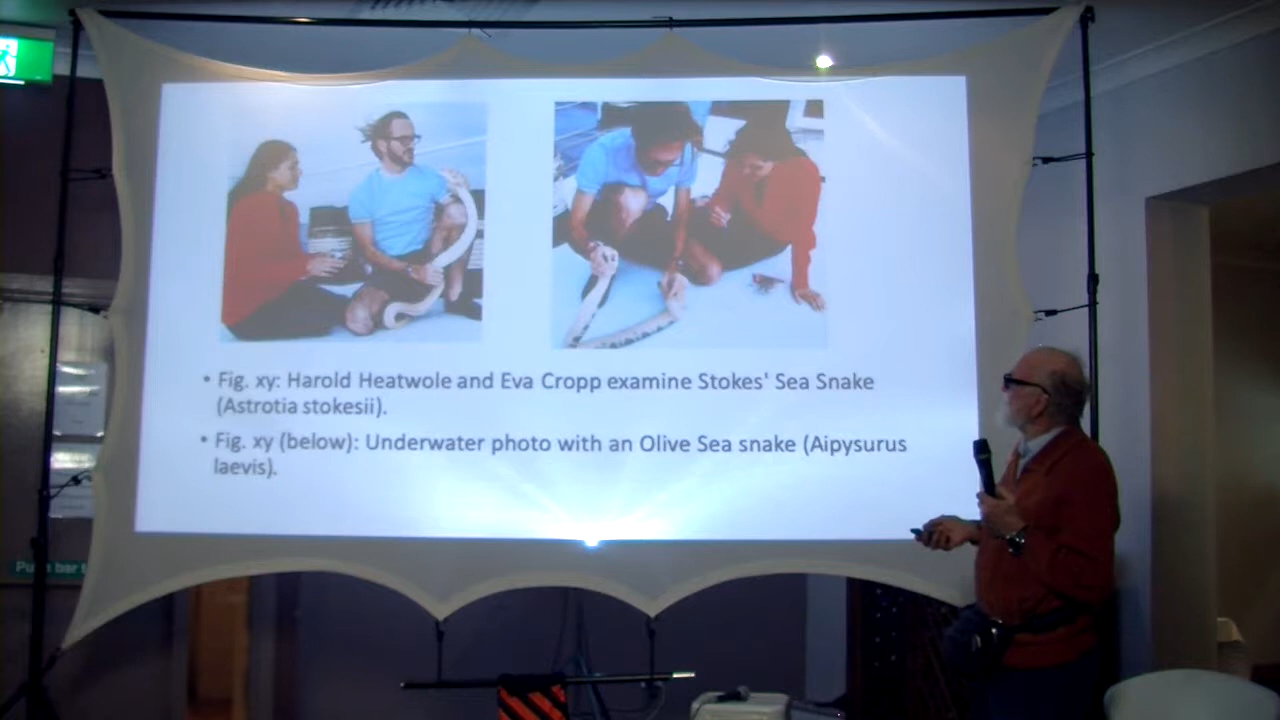 • Fig. xy: Harold Heatwole and Eva Cropp examine Stokes' Sea Snake
(Astrotia stokesii).
• Fig. xy (below): Underwater photo with an Olive Sea snake (Aipysurus
laevis).
bar